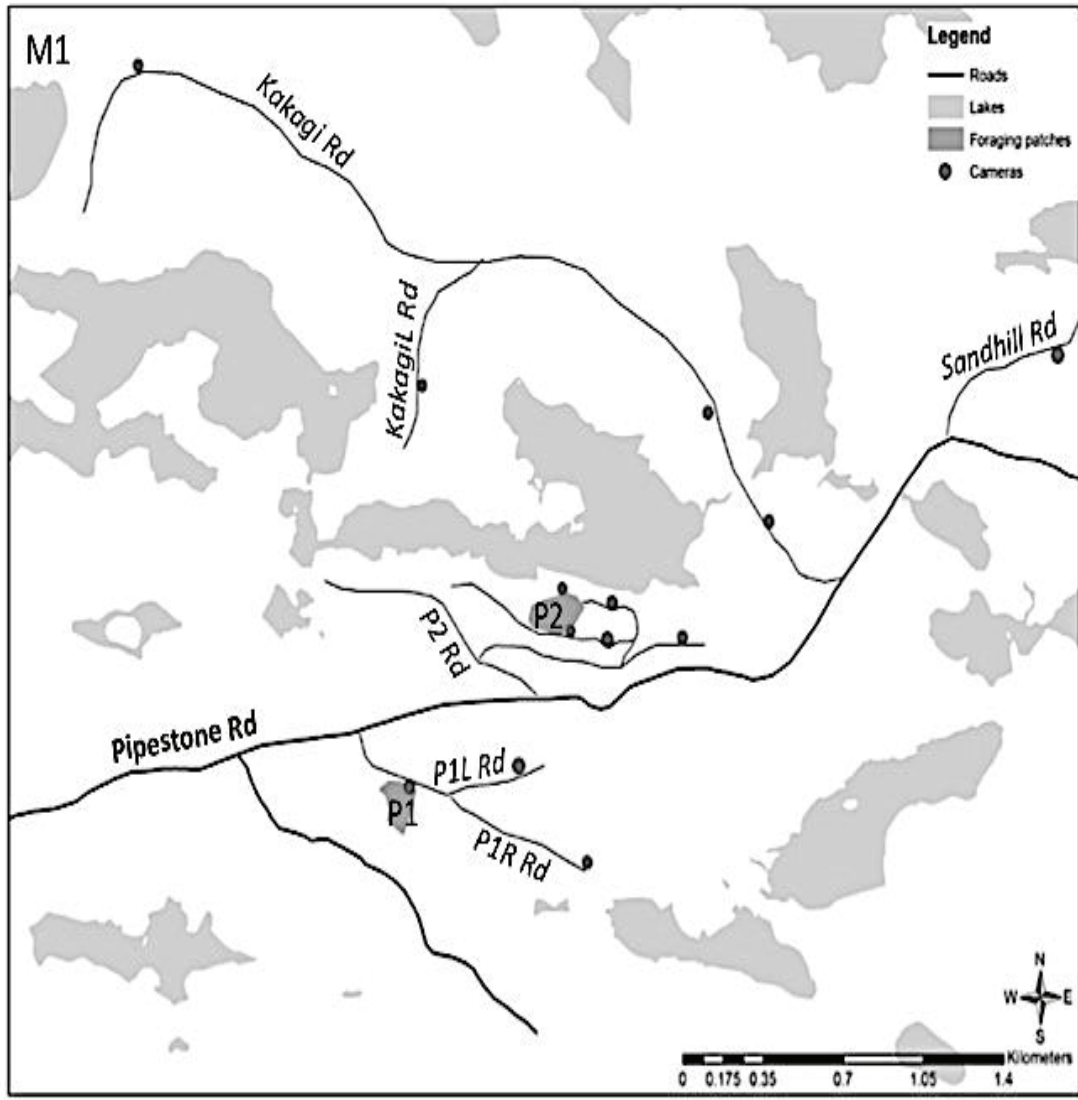 M1
Legend
Roads
Lakes
Foraging patches
Cameras
Kakagi Rd
KakagiL Rd
Sandhill Rd
P2
P2 Rd
Pipestone Rd
P1L Rd
P1
P1R Rd
N
W E
S
Kilometers
0 0.175 0.35 0.7 1.05 1.4